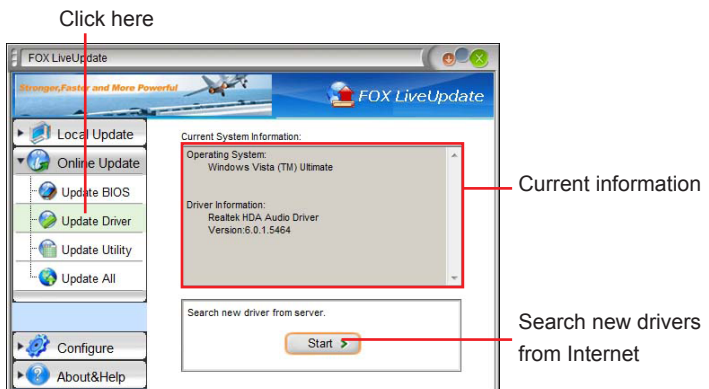 Click here
FOX LiveUpdate
Stronger,Faster and More Powerful
FOX LiveUpdate
Local Update
Online Update
Update BIOS
Update Driver
Update Utility
Update All
Configure
About&Help
Current System Information:
Operating System:
Windows Vista (TM) Ultimate
Driver Information:
Realtek HDA Audio Driver
Version:6.0.1.5464
Search new driver from server.
Start
Current information
Search new drivers
from Internet